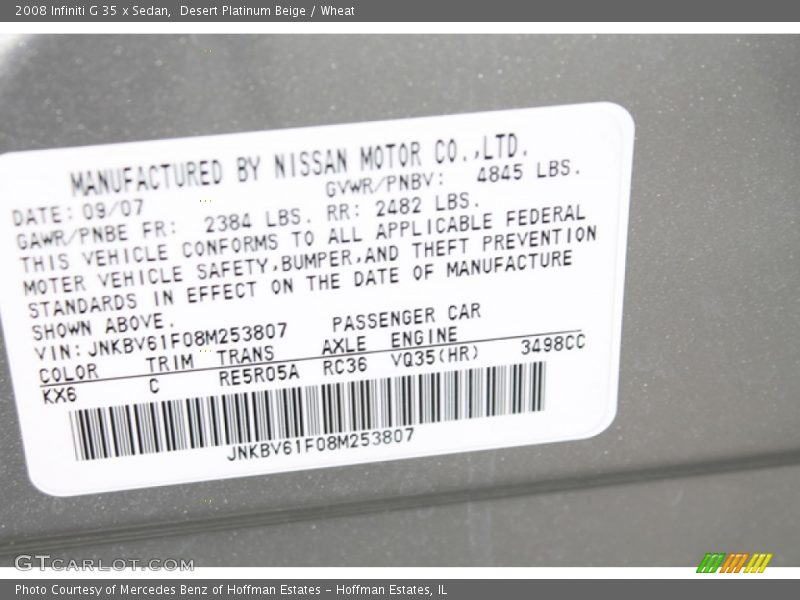 2008 Infiniti G 35 x Sedan,  Desert Platinum Beige / Wheat
MANUFACTURED BY NISSAN MOTOR CO.,LTD.
DATE: 09/07 GVWR/PNBV: 4845 LBS.
GAWR/PNBE FR: 2384 LBS. RR: 2482 LBS.
THIS VEHICLE CONFORMS TO ALL APPLICABLE FEDERAL
MOTER VEHICLE SAFETY,BUMPER,AND THEFT PREVENTION
STANDARDS IN EFFECT ON THE DATE OF MANUFACTURE
SHOWN ABOVE.
VIN: JNKBV61F08M253807 PASSENGER CAR
COLOR TRIM TRANS AXLE ENGINE
KX6 C RE5R05A RC36 VQ35(HR) 3498CC
JNKBV61F08M253807
GTCARLOT.COM
Photo Courtesy of Mercedes Benz of Hoffman Estates - Hoffman Estates, IL